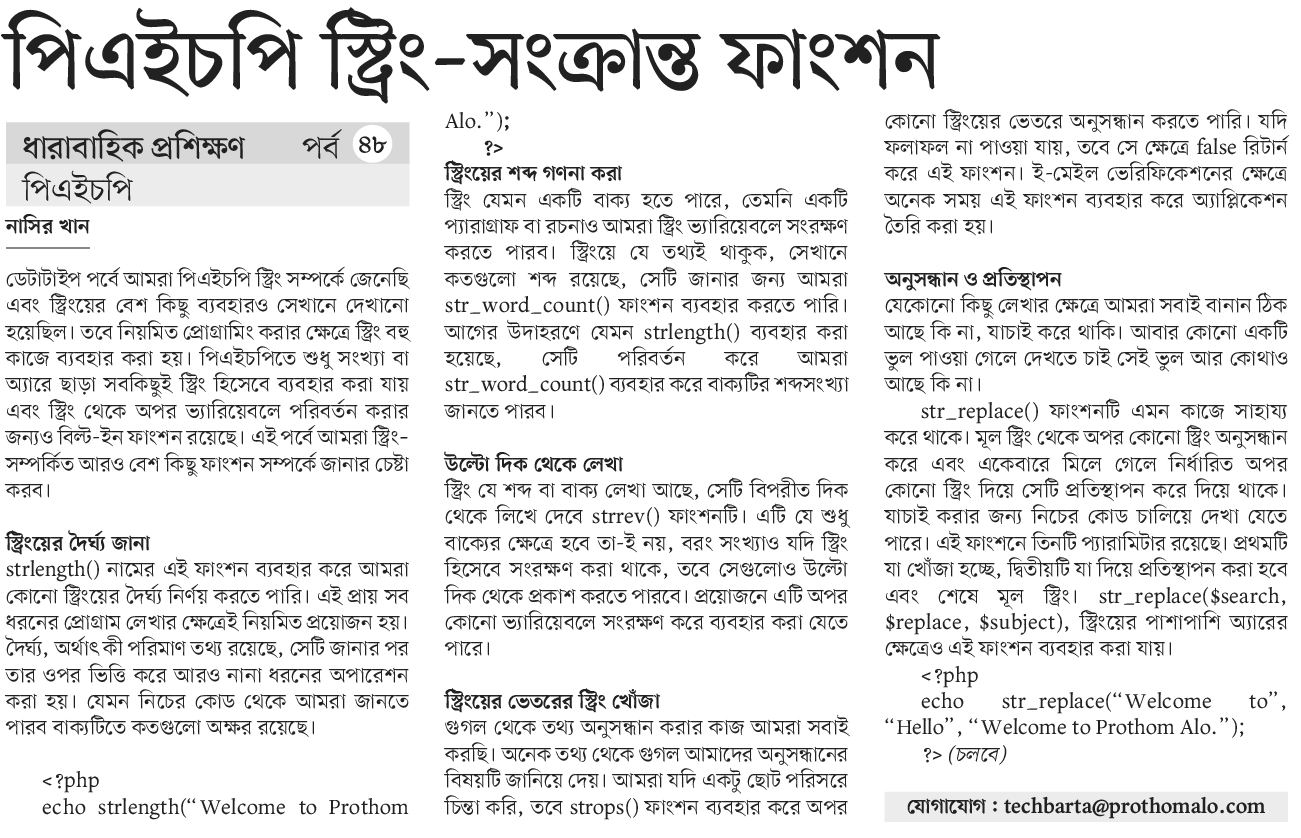 পিএইচপি স্ট্রিং-সংক্রান্ত ফাংশন
ধারাবাহিক প্রশিক্ষণ পর্ব ৪৮
পিএইচপি
নাসির খান
ডেটাটাইপ পর্বে আমরা পিএইচপি স্ট্রিং সম্পর্কে জেনেছি
এবং স্ট্রিংয়ের বেশ কিছু ব্যবহারও সেখানে দেখানো
হয়েছিল। তবে নিয়মিত প্রোগ্রামিং করার ক্ষেত্রে স্ট্রিং বহু
কাজে ব্যবহার করা হয়। পিএইচপিতে শুধু সংখ্যা বা
অ্যারে ছাড়া সবকিছুই স্ট্রিং হিসেবে ব্যবহার করা যায়
এবং স্ট্রিং থেকে অপর ভ্যারিয়েবলে পরিবর্তন করার
জন্যও বিল্ট-ইন ফাংশন রয়েছে। এই পর্বে আমরা স্ট্রিং-
সম্পর্কিত আরও বেশ কিছু ফাংশন সম্পর্কে জানার চেষ্টা
করব।
স্ট্রিংয়ের দৈর্ঘ্য জানা
strlength() নামের এই ফাংশন ব্যবহার করে আমরা
কোনো স্ট্রিংয়ের দৈর্ঘ্য নির্ণয় করতে পারি। এই প্রায় সব
ধরনের প্রোগ্রাম লেখার ক্ষেত্রেই নিয়মিত প্রয়োজন হয়।
দৈর্ঘ্য, অর্থাৎ কী পরিমাণ তথ্য রয়েছে, সেটি জানার পর
তার ওপর ভিত্তি করে আরও নানা ধরনের অপারেশন
করা হয়। যেমন নিচের কোড থেকে আমরা জানতে
পারব বাক্যটিতে কতগুলো অক্ষর রয়েছে।
<?php
echo strlength(“Welcome to Prothom
Alo.”);
?>
স্ট্রিংয়ের শব্দ গণনা করা
স্ট্রিং যেমন একটি বাক্য হতে পারে, তেমনি একটি
প্যারাগ্রাফ বা রচনাও আমরা স্ট্রিং ভ্যারিয়েবলে সংরক্ষণ
করতে পারব। স্ট্রিংয়ে যে তথ্যই থাকুক, সেখানে
কতগুলো শব্দ রয়েছে, সেটি জানার জন্য আমরা
str_word_count() ফাংশন ব্যবহার করতে পারি।
আগের উদাহরণে যেমন strlength() ব্যবহার করা
হয়েছে, সেটি পরিবর্তন করে আমরা
str_word_count() ব্যবহার করে বাক্যটির শব্দসংখ্যা
জানতে পারব।
উল্টো দিক থেকে লেখা
স্ট্রিং যে শব্দ বা বাক্য লেখা আছে, সেটি বিপরীত দিক
থেকে লিখে দেবে strrev() ফাংশনটি। এটি যে শুধু
বাক্যের ক্ষেত্রে হবে তা-ই নয়, বরং সংখ্যাও যদি স্ট্রিং
হিসেবে সংরক্ষণ করা থাকে, তবে সেগুলোও উল্টো
দিক থেকে প্রকাশ করতে পারবে। প্রয়োজনে এটি অপর
কোনো ভ্যারিয়েবলে সংরক্ষণ করে ব্যবহার করা যেতে
পারে।
স্ট্রিংয়ের ভেতরের স্ট্রিং খোঁজা
গুগল থেকে তথ্য অনুসন্ধান করার কাজ আমরা সবাই
করছি। অনেক তথ্য থেকে গুগল আমাদের অনুসন্ধানের
বিষয়টি জানিয়ে দেয়। আমরা যদি একটু ছোট পরিসরে
চিন্তা করি, তবে strops() ফাংশন ব্যবহার করে অপর
কোনো স্ট্রিংয়ের ভেতরে অনুসন্ধান করতে পারি। যদি
ফলাফল না পাওয়া যায়, তবে সে ক্ষেত্রে false রিটার্ন
করে এই ফাংশন। ই-মেইল ভেরিফিকেশনের ক্ষেত্রে
অনেক সময় এই ফাংশন ব্যবহার করে অ্যাপ্লিকেশন
তৈরি করা হয়।
অনুসন্ধান ও প্রতিস্থাপন
যেকোনো কিছু লেখার ক্ষেত্রে আমরা সবাই বানান ঠিক
আছে কি না, যাচাই করে থাকি। আবার কোনো একটি
ভুল পাওয়া গেলে দেখতে চাই সেই ভুল আর কোথাও
আছে কি না।
str_replace() ফাংশনটি এমন কাজে সাহায্য
করে থাকে। মূল স্ট্রিং থেকে অপর কোনো স্ট্রিং অনুসন্ধান
করে এবং একেবারে মিলে গেলে নির্ধারিত অপর
কোনো স্ট্রিং দিয়ে সেটি প্রতিস্থাপন করে দিয়ে থাকে।
যাচাই করার জন্য নিচের কোড চালিয়ে দেখা যেতে
পারে। এই ফাংশনে তিনটি প্যারামিটার রয়েছে। প্রথমটি
যা খোঁজা হচ্ছে, দ্বিতীয়টি যা দিয়ে প্রতিস্থাপন করা হবে
এবং শেষে মূল স্ট্রিং। str_replace($search,
$replace, $subject), স্ট্রিংয়ের পাশাপাশি অ্যারের
ক্ষেত্রেও এই ফাংশন ব্যবহার করা যায়।
<?php
echo str_replace(“Welcome to”,
“Hello”, “Welcome to Prothom Alo.”);
?> (চলবে)
যোগাযোগ : techbarta@prothomalo.com